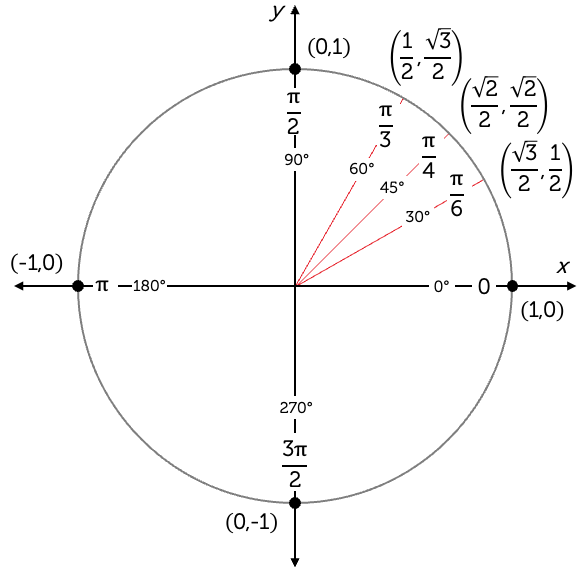 y
(0,1)
(1/2, √3/2)
(√2/2, √2/2)
(√3/2, 1/2)
π/2
π/3
π/4
π/6
90°
60°
45°
30°
(-1,0)
π
180°
0°
0
x
(1,0)
270°
3π/2
(0,-1)